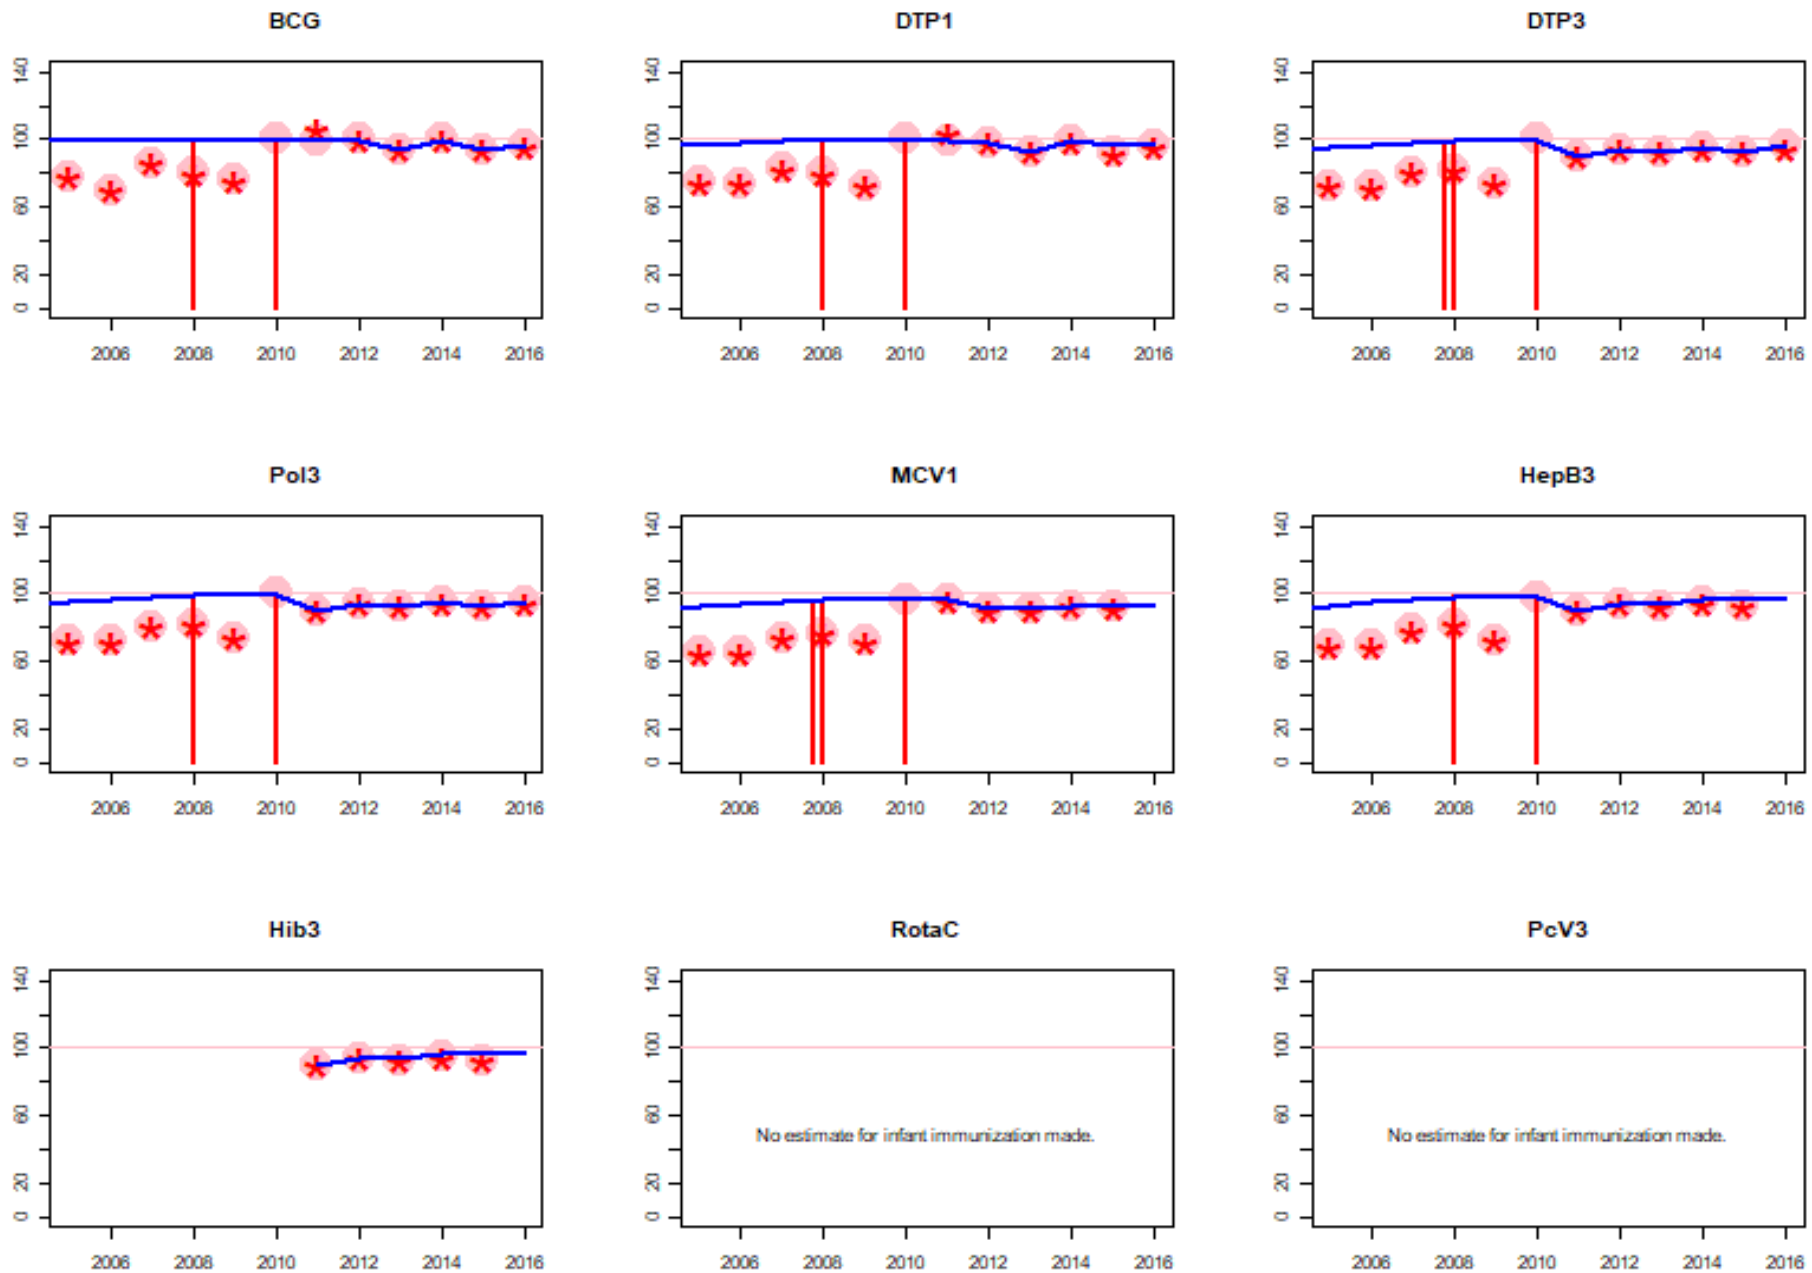 BCG DTP1 DTP3
140 140 140
100 100 100
60 60 60
20 20 20
0 0 0
2006 2008 2010 2012 2014 2016 2006 2008 2010 2012 2014 2016 2006 2008 2010 2012 2014 2016
Pol3 MCV1 HepB3
140 140 140
100 100 100
60 60 60
20 20 20
0 0 0
2006 2008 2010 2012 2014 2016 2006 2008 2010 2012 2014 2016 2006 2008 2010 2012 2014 2016
Hib3 RotaC PcV3
140 140 140
100 100 100
60 60 60
No estimate for infant immunization made. No estimate for infant immunization made.
20 20 20
0 0 0
2006 2008 2010 2012 2014 2016 2006 2008 2010 2012 2014 2016 2006 2008 2010 2012 2014 2016